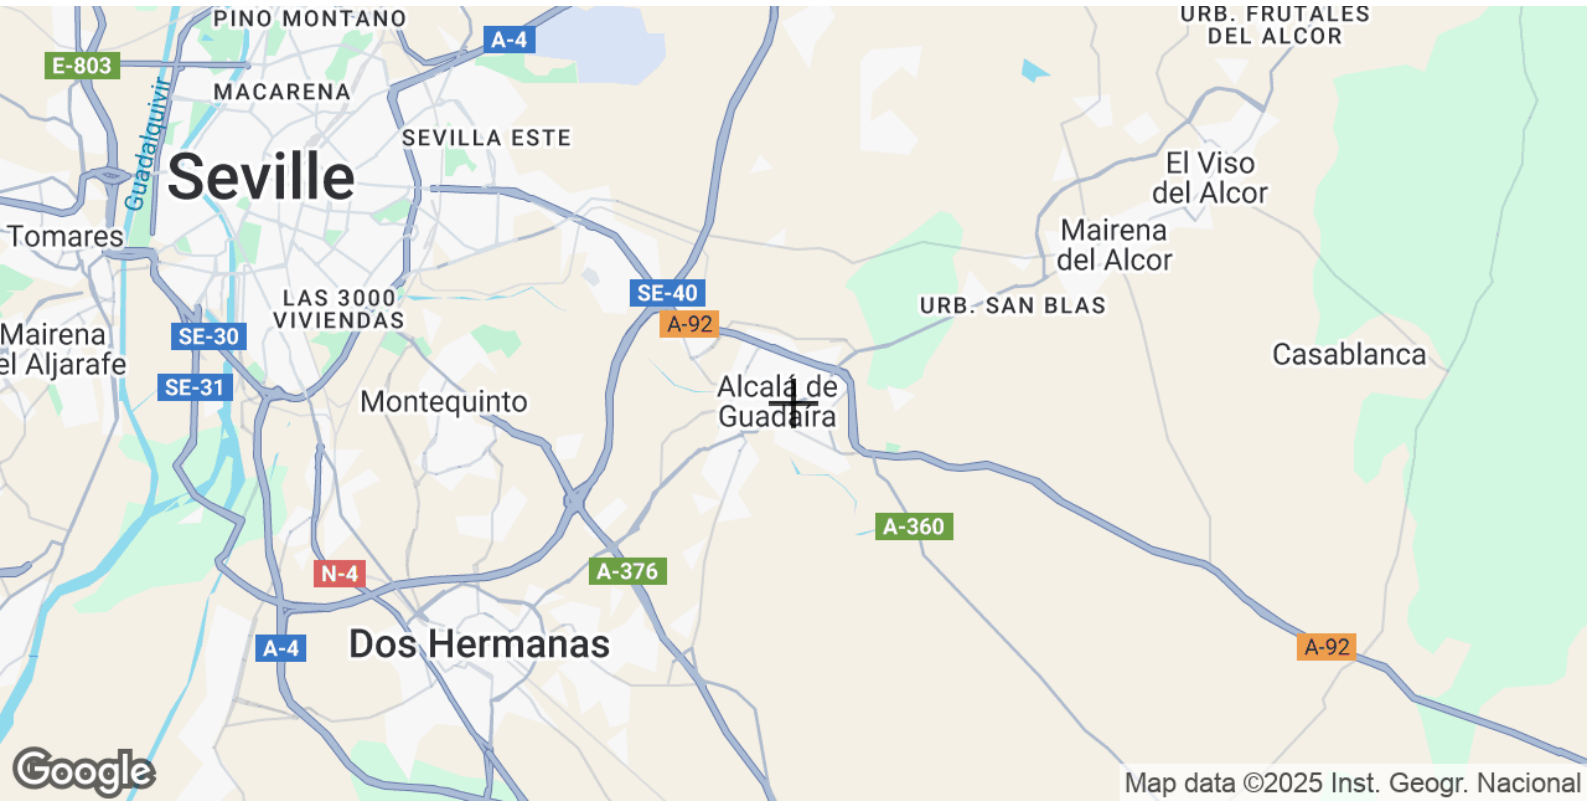 PINO MONTANO
URB. FRUTALES
DEL ALCOR
A-4
E-803
MACARENA
Guadalquivir
SEVILLA ESTE
Seville
El Viso
del Alcor
Tomares
Mairena
del Alcor
SE-40
LAS 3000
VIVIENDAS
URB. SAN BLAS
A-92
SE-30
Mairena
el Aljarafe
Casablanca
SE-31
Alcalá de
Guadaíra
Montequinto
A-360
N-4
A-376
Dos Hermanas
A-4
A-92
Google
Map data ©2025 Inst. Geogr. Nacional